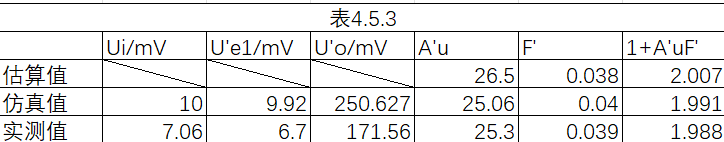 表4.5.3
Ui/mV U'e1/mV U'o/mV A'u F' 1+A'uF'
估算值 26.5 0.038 2.007
仿真值 10 9.92 250.627 25.06 0.04 1.991
实测值 7.06 6.7 171.56 25.3 0.039 1.988